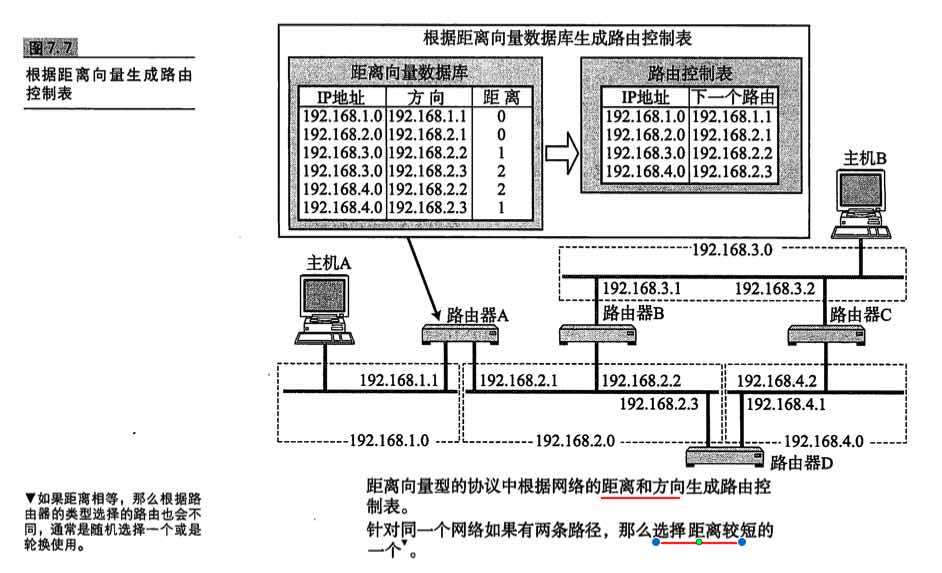 图7.7
根据距离向量生成路由
控制表
根据距离向量数据库生成路由控制表
距离向量数据库
IP地址 方向 距离
192.168.1.0 192.168.1.1 0
192.168.2.0 192.168.2.1 0
192.168.3.0 192.168.2.2 1
192.168.3.0 192.168.2.3 2
192.168.4.0 192.168.2.2 2
192.168.4.0 192.168.2.3 1
路由控制表
IP地址 下一个路由
192.168.1.0 192.168.1.1
192.168.2.0 192.168.2.1
192.168.3.0 192.168.2.2
192.168.4.0 192.168.2.3
主机B
192.168.3.0
主机A
192.168.3.1
192.168.3.2
路由器A
路由器B
路由器C
192.168.1.1
192.168.2.1
192.168.2.2
192.168.4.2
192.168.2.3
192.168.4.1
192.168.1.0
192.168.2.0
192.168.4.0
路由器D
距离向量型的协议中根据网络的距离和方向生成路由控
制表。
针对同一个网络如果有两条路径，那么选择距离较短的
一个▼。
▼如果距离相等，那么根据路
由器的类型选择的路由也会不
同，通常是随机选择一个或是
轮换使用。